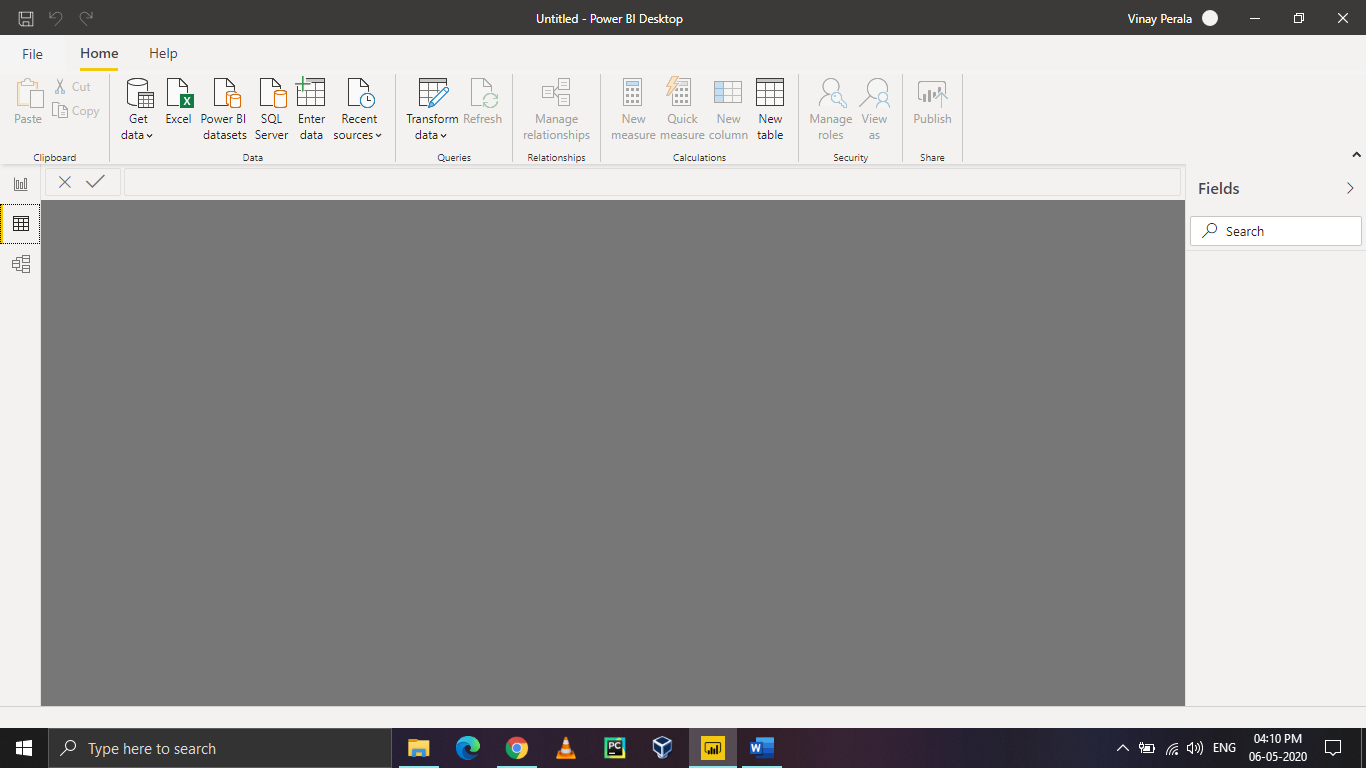 Untitled - Power BI Desktop
Vinay Perala
File
Home
Help
Paste
Cut
Copy
Clipboard
Get data
Excel
Power BI datasets
SQL Server
Enter data
Recent sources
Data
Transform data
Refresh
Queries
Manage relationships
Relationships
New measure
Quick measure
New column
New table
Calculations
Manage roles
View as
Security
Publish
Share
Fields
Search
Type here to search
PC
W
ENG
04:10 PM
06-05-2020